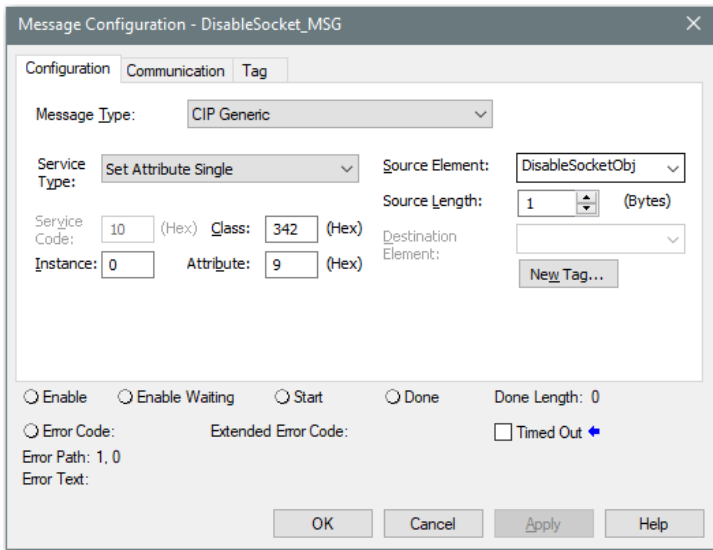 Message Configuration - DisableSocket_MSG
Configuration Communication Tag
Message Type: CIP Generic
Service Type: Set Attribute Single
Source Element: DisableSocketObj
Source Length: 1 (Bytes)
Service Code: 10 (Hex) Class: 342 (Hex)
Destination Element:
Instance: 0 Attribute: 9 (Hex)
New Tag...
Enable Enable Waiting Start Done Done Length: 0
Error Code: Extended Error Code: Timed Out
Error Path: 1, 0
Error Text:
OK Cancel Apply Help